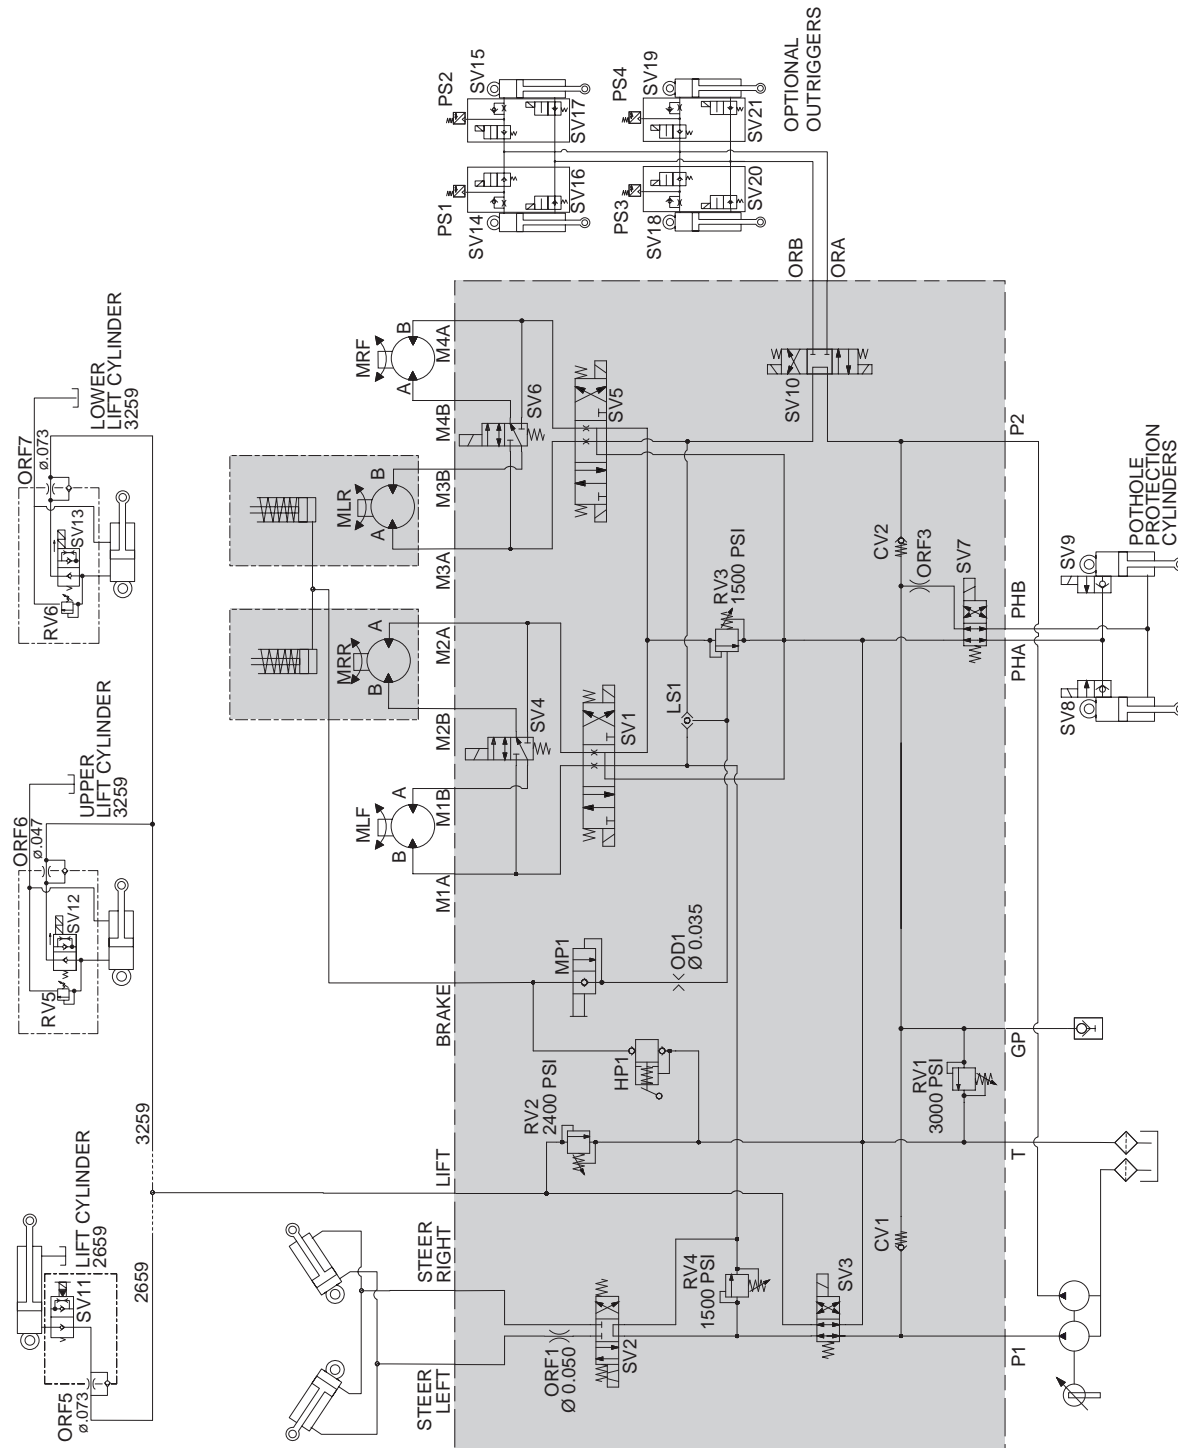 PS2
SV15
SV17
PS1
SV14
SV16
PS4
SV19
SV21
PS3
SV18
SV20
OPTIONAL
OUTRIGGERS
ORB
ORA
LOWER
LIFT CYLINDER
3259
ORF7
ø.073
SV13
RV6
UPPER
LIFT CYLINDER
3259
ORF6
ø.047
SV12
RV5
3259
LIFT CYLINDER
2659
SV11
2659
ORF5
ø.073
MRF
B
A
M4A
M4B
MLR
B
A
M3B
M3A
MRR
A
B
M2A
M2B
MLF
A
B
M1B
M1A
BRAKE
LIFT
STEER
RIGHT
STEER
LEFT
SV6
SV5
SV10
SV4
SV1
LS1
RV3
1500 PSI
CV2
ORF3
SV7
MP1
OD1
Ø 0.035
HP1
RV2
2400 PSI
RV1
3000 PSI
ORF1
Ø 0.050
SV2
RV4
1500 PSI
SV3
CV1
P2
PHB
PHA
GP
T
P1
SV9
SV8
POTHOLE
PROTECTION
CYLINDERS